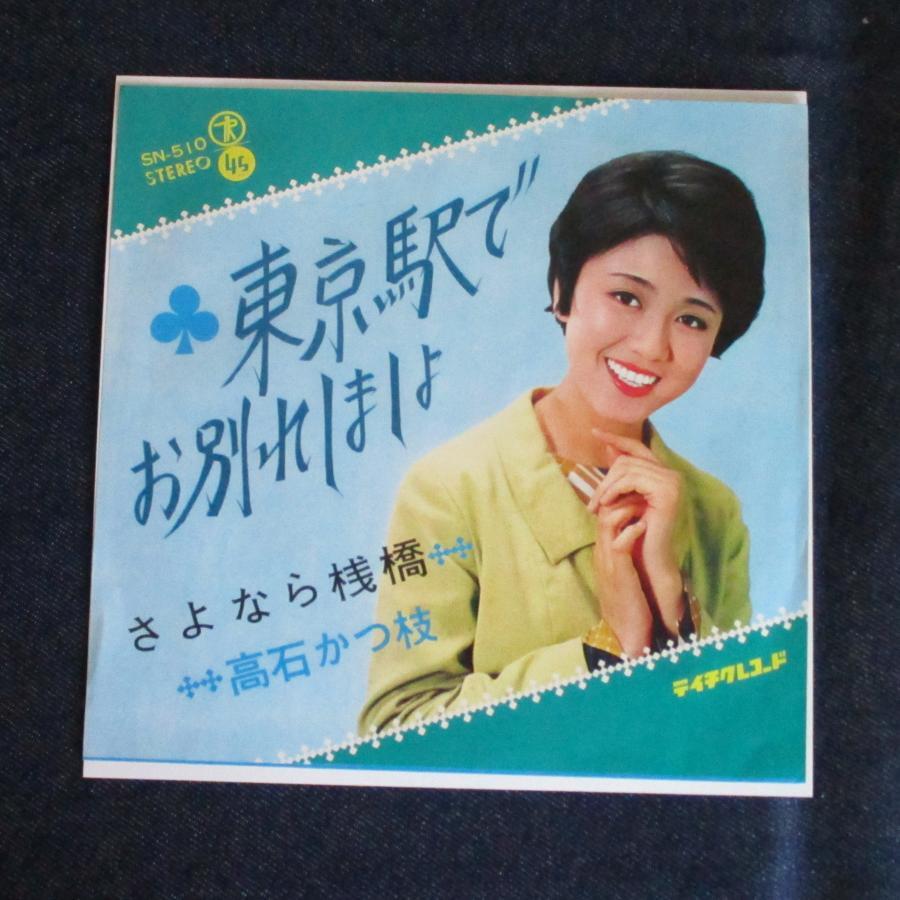 SN-510
STEREO
45
東京駅で
お別れしましょ
さよなら桟橋
高石かつ枝
テイチクレコード